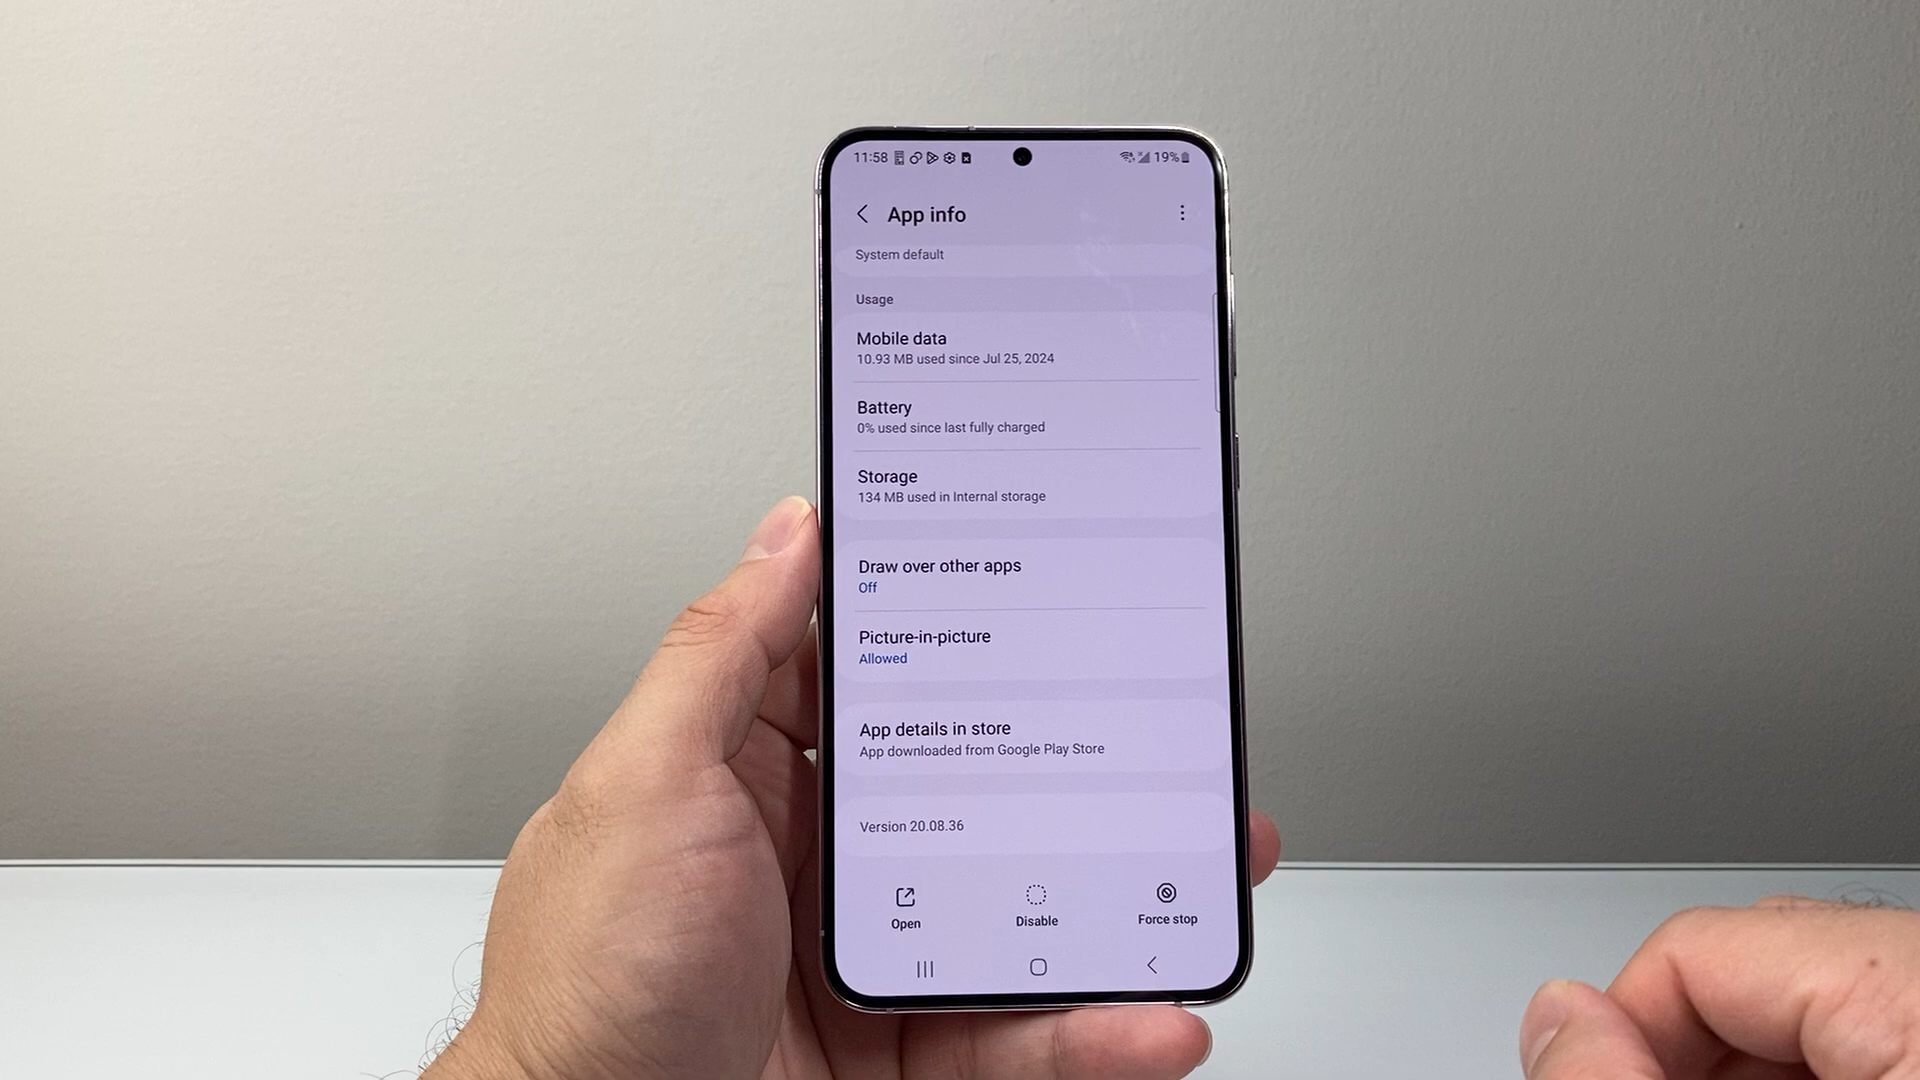 11:58 19%
App info
System default
Usage
Mobile data
10.93 MB used since Jul 25, 2024
Battery
0% used since last fully charged
Storage
134 MB used in Internal storage
Draw over other apps
Off
Picture-in-picture
Allowed
App details in store
App downloaded from Google Play Store
Version 20.08.36
Open Disable Force stop